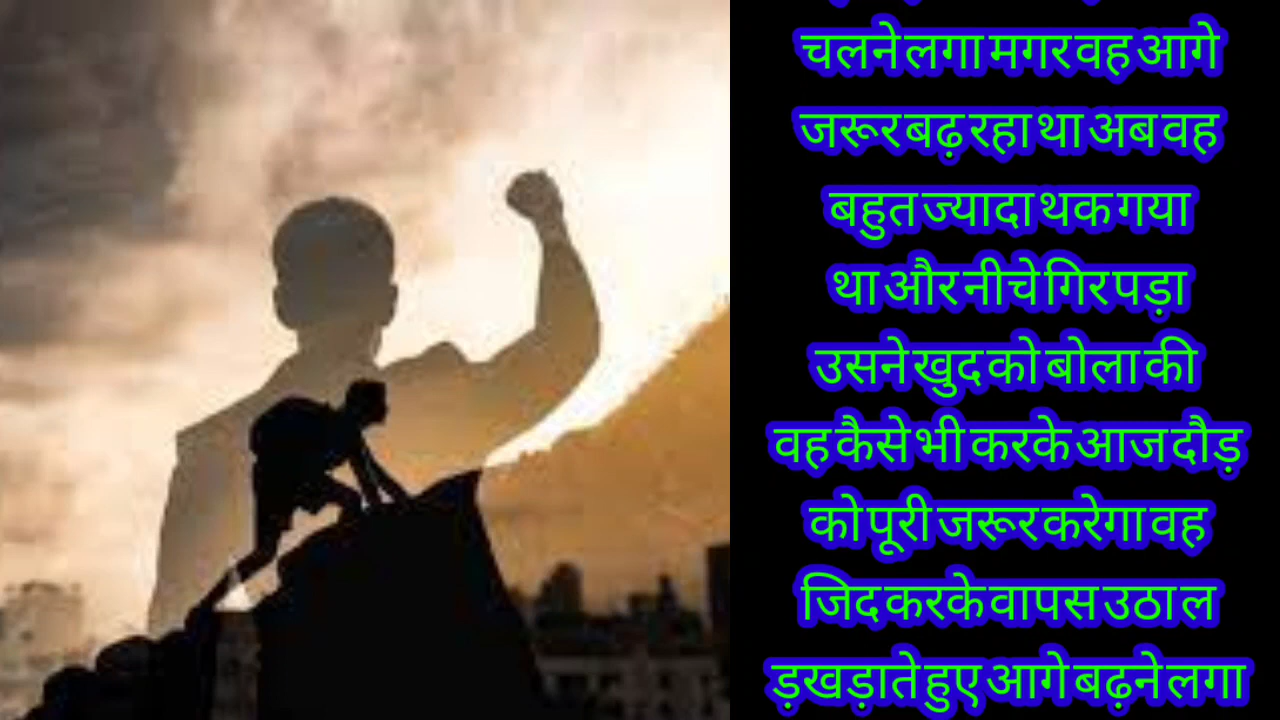 चलने लगा मगर वह आगे
जरूर बढ़ रहा था अब वह
बहुत ज्यादा थक गया
था और नीचे गिर पड़ा
उसने खुद को बोला की
वह कैसे भी करके आज दौड़
को पूरी जरूर करेगा वह
जिद करके वापस उठा ल
ड़खड़ाते हुए आगे बढ़ने लगा